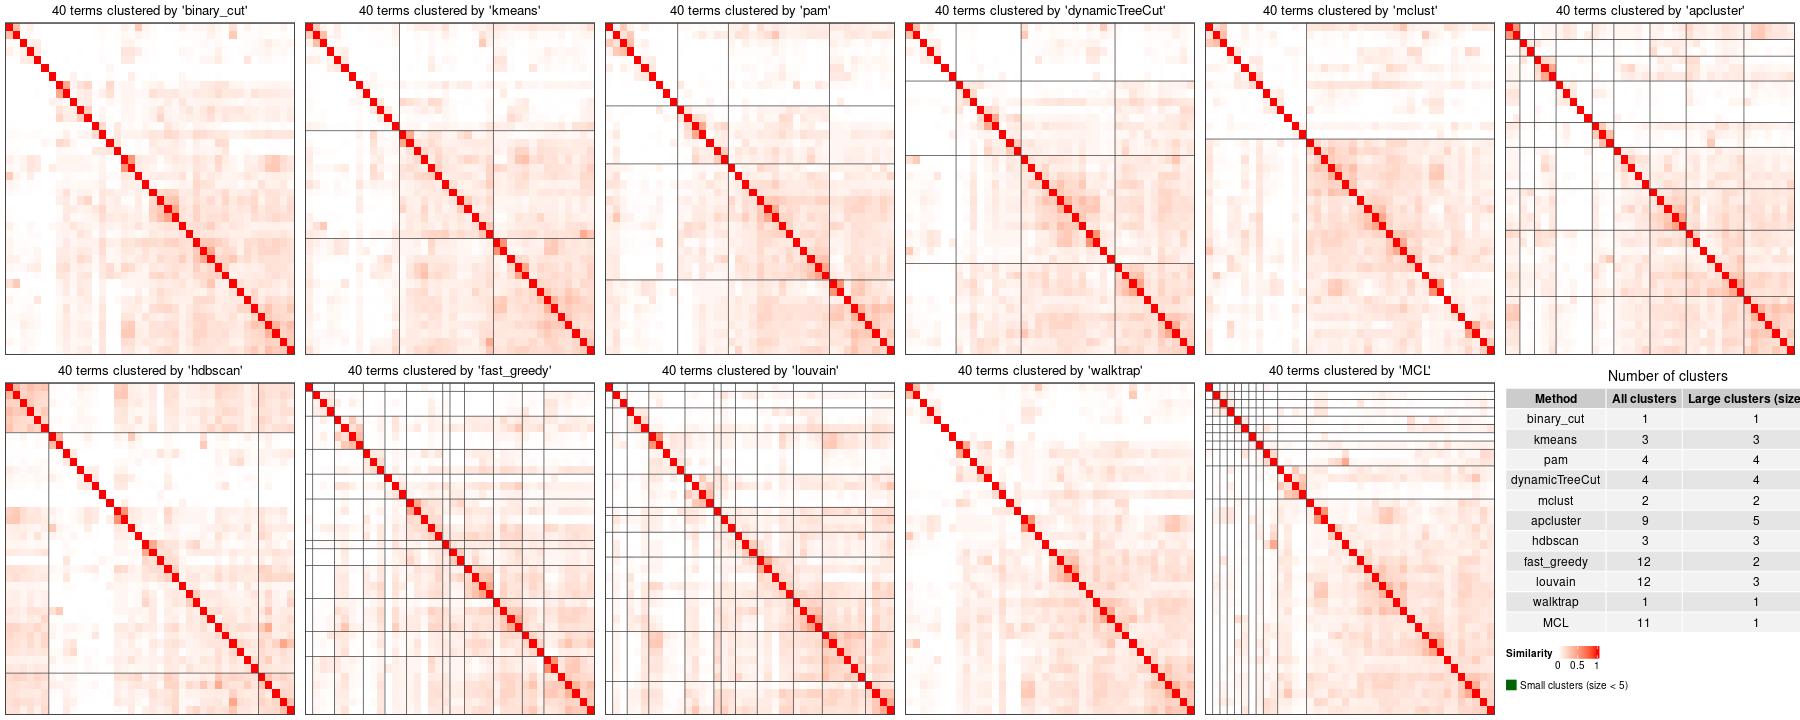 40 terms clustered by 'binary_cut'
40 terms clustered by 'kmeans'
40 terms clustered by 'pam'
40 terms clustered by 'dynamicTreeCut'
40 terms clustered by 'mclust'
40 terms clustered by 'apcluster'
40 terms clustered by 'hdbscan'
40 terms clustered by 'fast_greedy'
40 terms clustered by 'louvain'
40 terms clustered by 'walktrap'
40 terms clustered by 'MCL'
Number of clusters
Method All clusters Large clusters (size
binary_cut 1 1
kmeans 3 3
pam 4 4
dynamicTreeCut 4 4
mclust 2 2
apcluster 9 5
hdbscan 3 3
fast_greedy 12 2
louvain 12 3
walktrap 1 1
MCL 11 1
Similarity
0 0.5 1
Small clusters (size < 5)